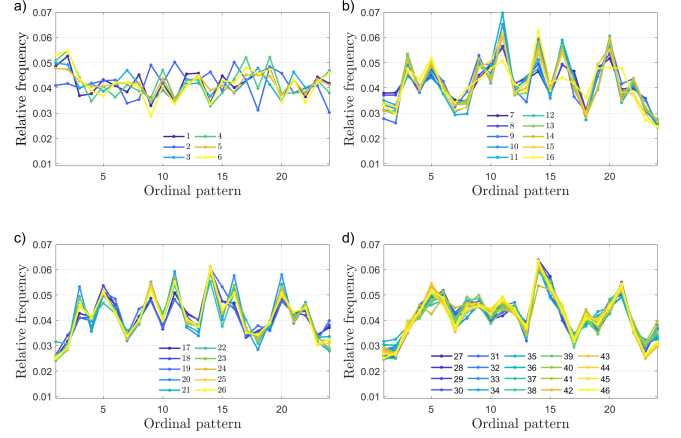 a)
0.07
0.06
0.05
0.04
0.03
0.02
0.01
Relative frequency
1 4
2 5
3 6
5 10 15 20
Ordinal pattern
b)
0.07
0.06
0.05
0.04
0.03
0.02
0.01
Relative frequency
7 12
8 13
9 14
10 15
11 16
5 10 15 20
Ordinal pattern
c)
0.07
0.06
0.05
0.04
0.03
0.02
0.01
Relative frequency
17 22
18 23
19 24
20 25
21 26
5 10 15 20
Ordinal pattern
d)
0.07
0.06
0.05
0.04
0.03
0.02
0.01
Relative frequency
27 31 35 39 43
28 32 36 40 44
29 33 37 41 45
30 34 38 42 46
5 10 15 20
Ordinal pattern